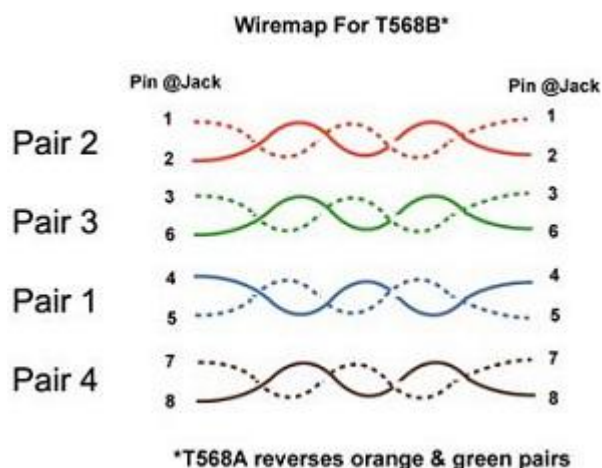 Wiremap For T568B*
Pin @Jack
Pin @Jack
Pair 2
1
2
1
2
Pair 3
3
6
3
6
Pair 1
4
5
4
5
Pair 4
7
8
7
8
*T568A reverses orange & green pairs